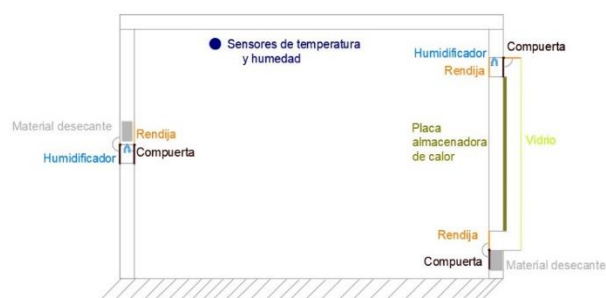 Sensores de temperatura
y humedad
Humidificador
Compuerta
Rendija
Material desecante
Rendija
Compuerta
Humidificador
Placa
almacenadora
de calor
Vidrio
Rendija
Compuerta
Material desecante